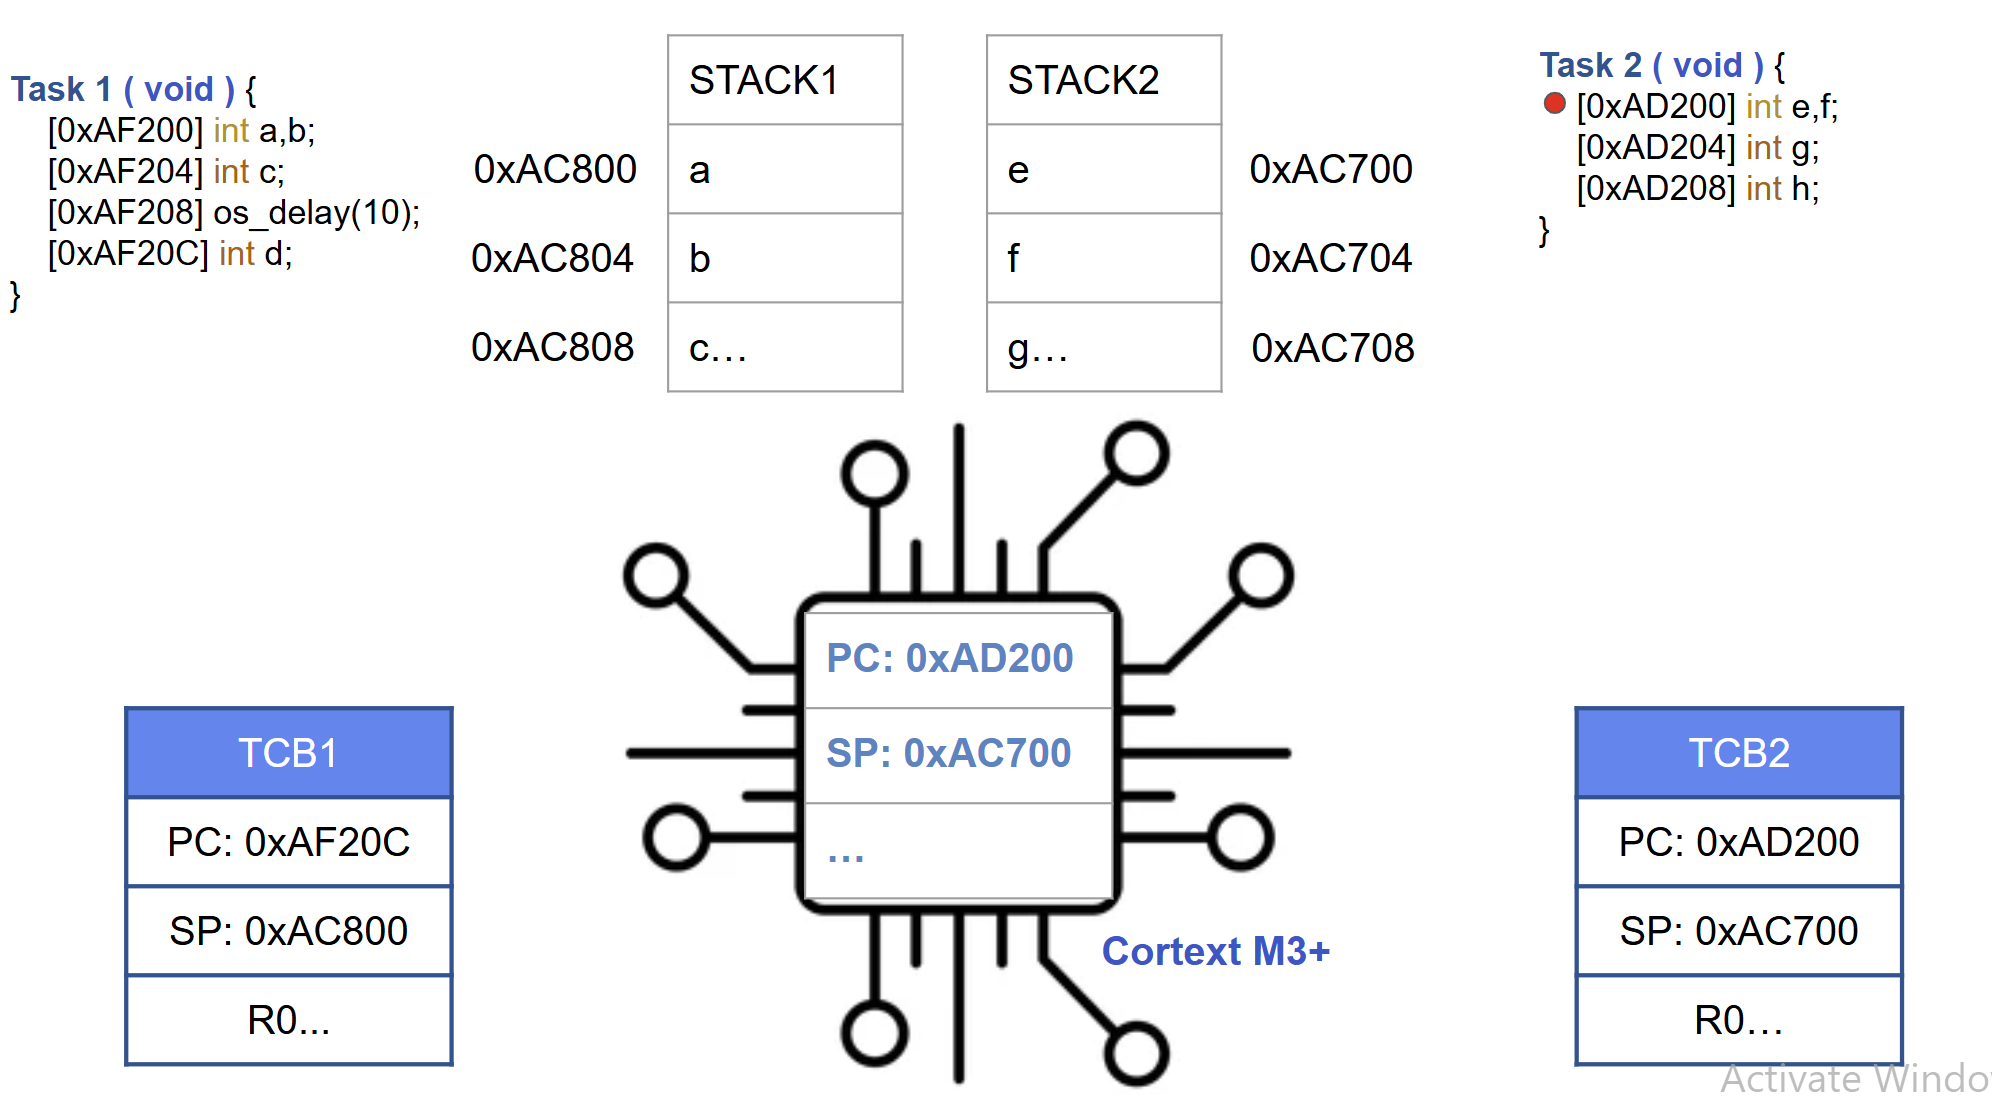 Task 1 ( void ) {
[0xAF200] int a,b;
[0xAF204] int c;
[0xAF208] os_delay(10);
[0xAF20C] int d;
}
STACK1
0xAC800 a
0xAC804 b
0xAC808 c...
STACK2
e 0xAC700
f 0xAC704
g... 0xAC708
Task 2 ( void ) {
[0xAD200] int e,f;
[0xAD204] int g;
[0xAD208] int h;
}
PC: 0xAD200
SP: 0xAC700
...
Cortext M3+
TCB1
PC: 0xAF20C
SP: 0xAC800
R0...
TCB2
PC: 0xAD200
SP: 0xAC700
R0...
Activate Windo